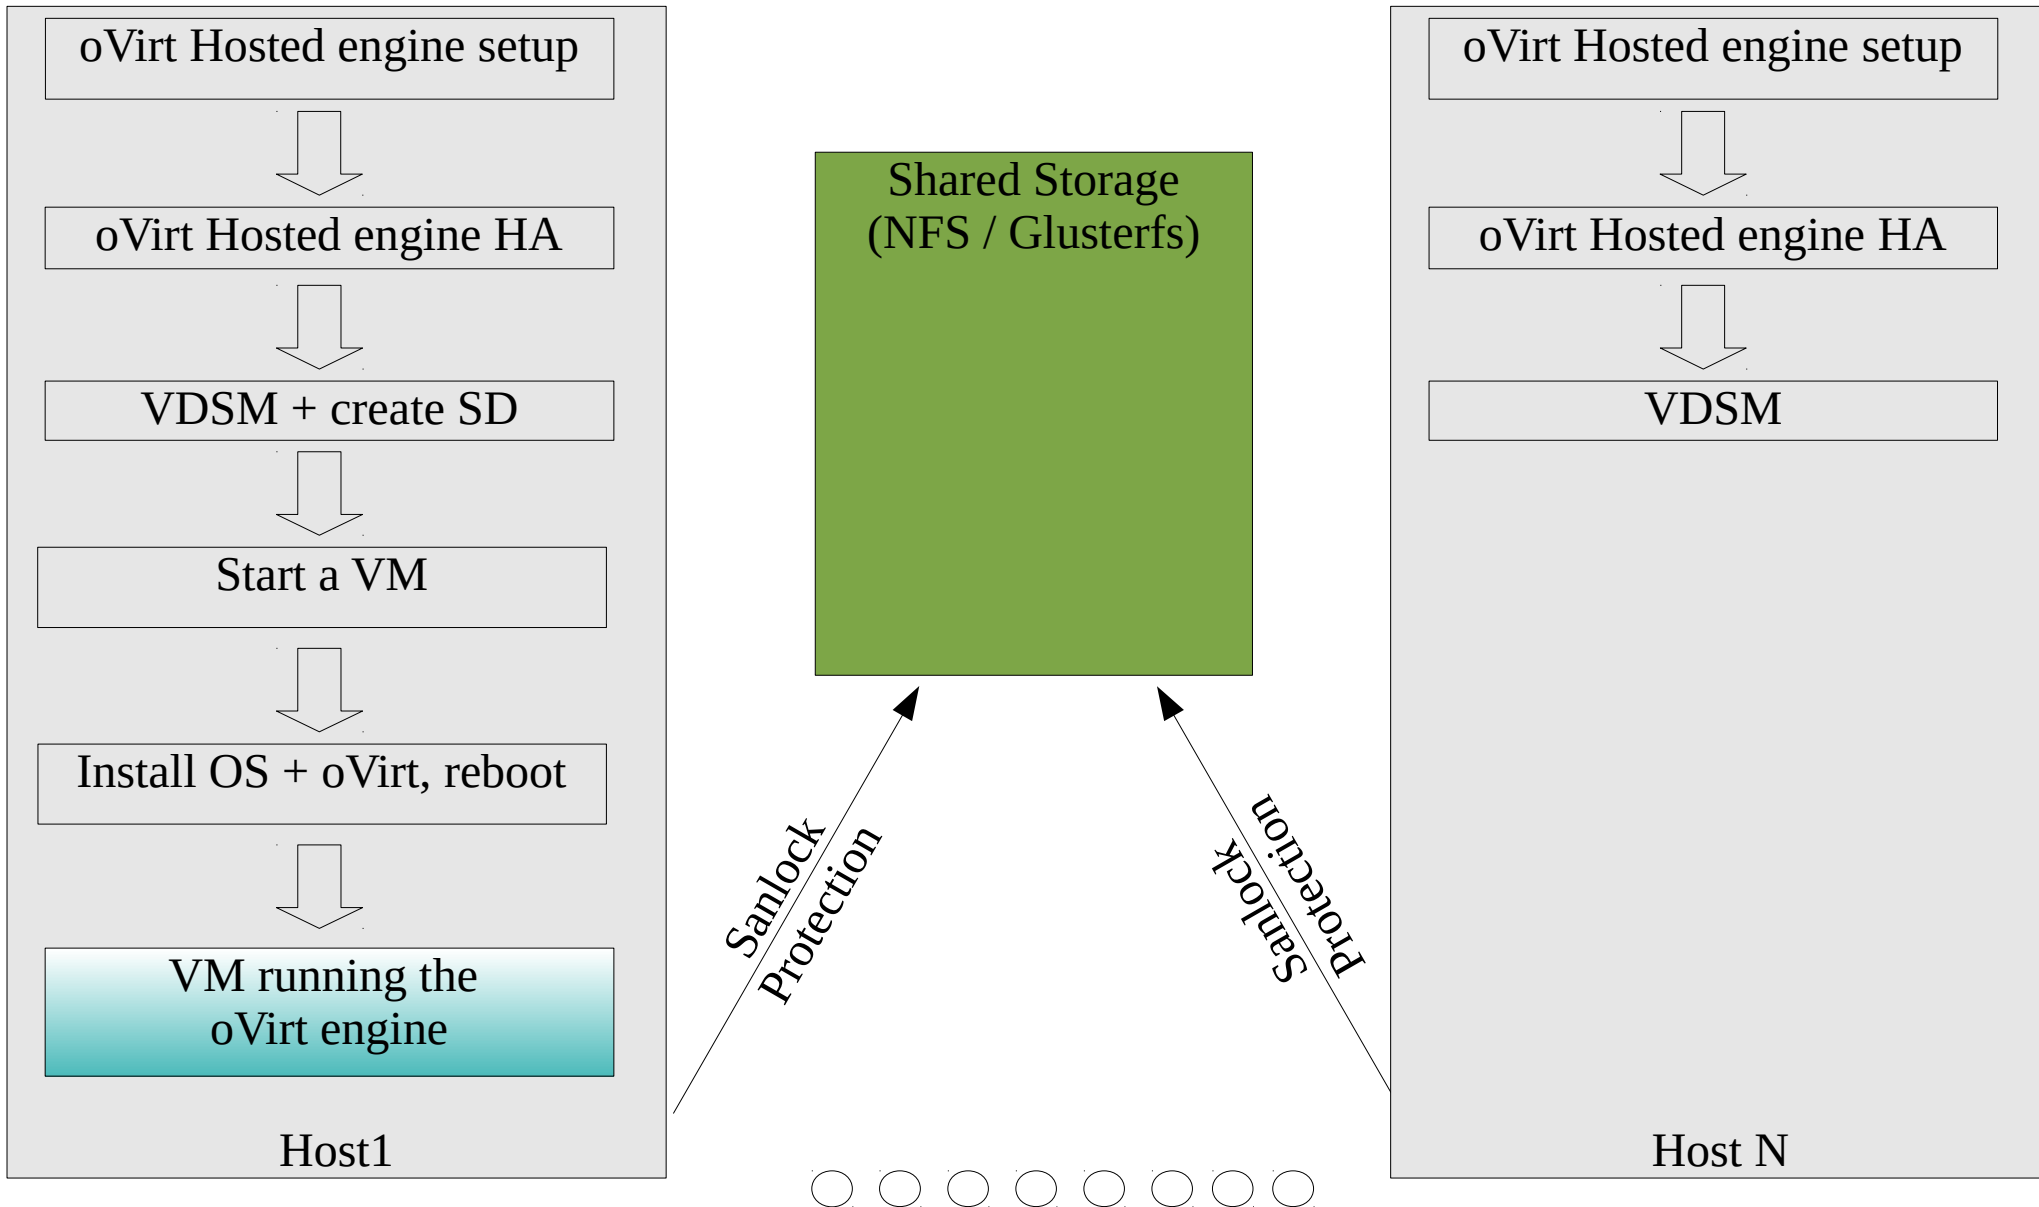 oVirt Hosted engine setup
oVirt Hosted engine HA
VDSM + create SD
Start a VM
Install OS + oVirt, reboot
VM running the
oVirt engine
Host1
Shared Storage
(NFS / Glusterfs)
Sanlock
Protection
Sanlock
Protection
oVirt Hosted engine setup
oVirt Hosted engine HA
VDSM
Host N